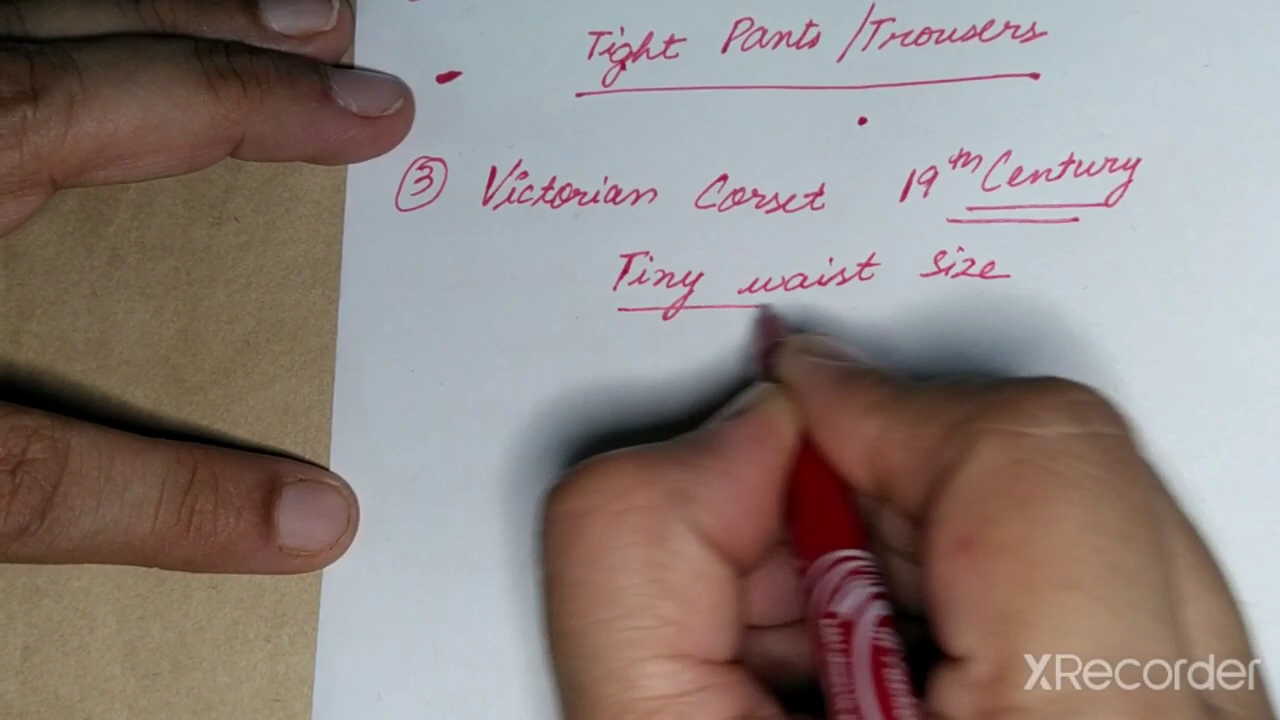 Tight Pants / Trousers
③ Victorian Corset 19th Century
Tiny waist size
XRecorder